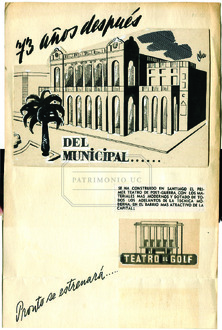 73 años después
DEL
MUNICIPAL......
PATRIMONIO UC
SE HA CONSTRUIDO EN SANTIAGO EL PRI-
MER TEATRO DE POST-GUERRA, CON LOS MA-
TERIALES MAS MODERNOS Y DOTADO DE TO-
DOS LOS ADELANTOS DE LA TECNICA MO-
DERNA, EN EL BARRIO MAS ATRACTIVO DE LA
CAPITAL:
TEATRO EL GOLF
Pronto se estrenará.....